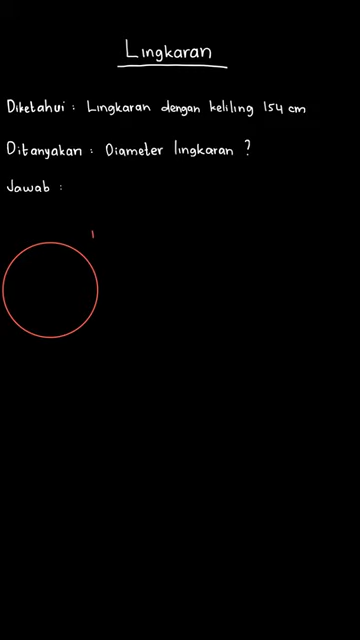 Lingkaran
Diketahui : Lingkaran dengan keliling 154 cm
Ditanyakan : Diameter lingkaran ?
Jawab :